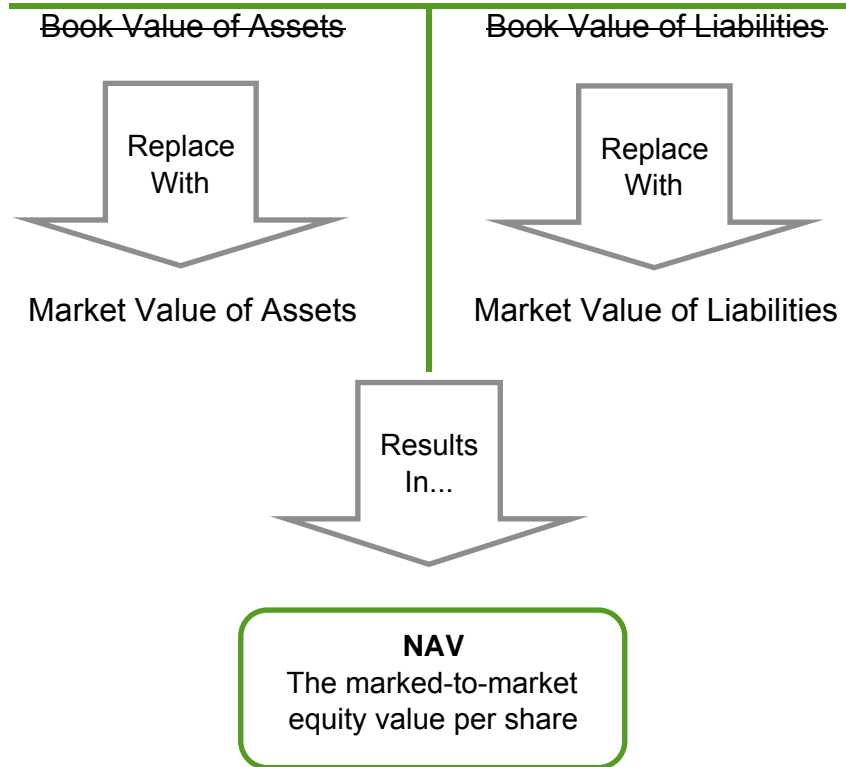 Book Value of Assets
Book Value of Liabilities
Replace
With
Replace
With
Market Value of Assets
Market Value of Liabilities
Results
In...
NAV
The marked-to-market
equity value per share